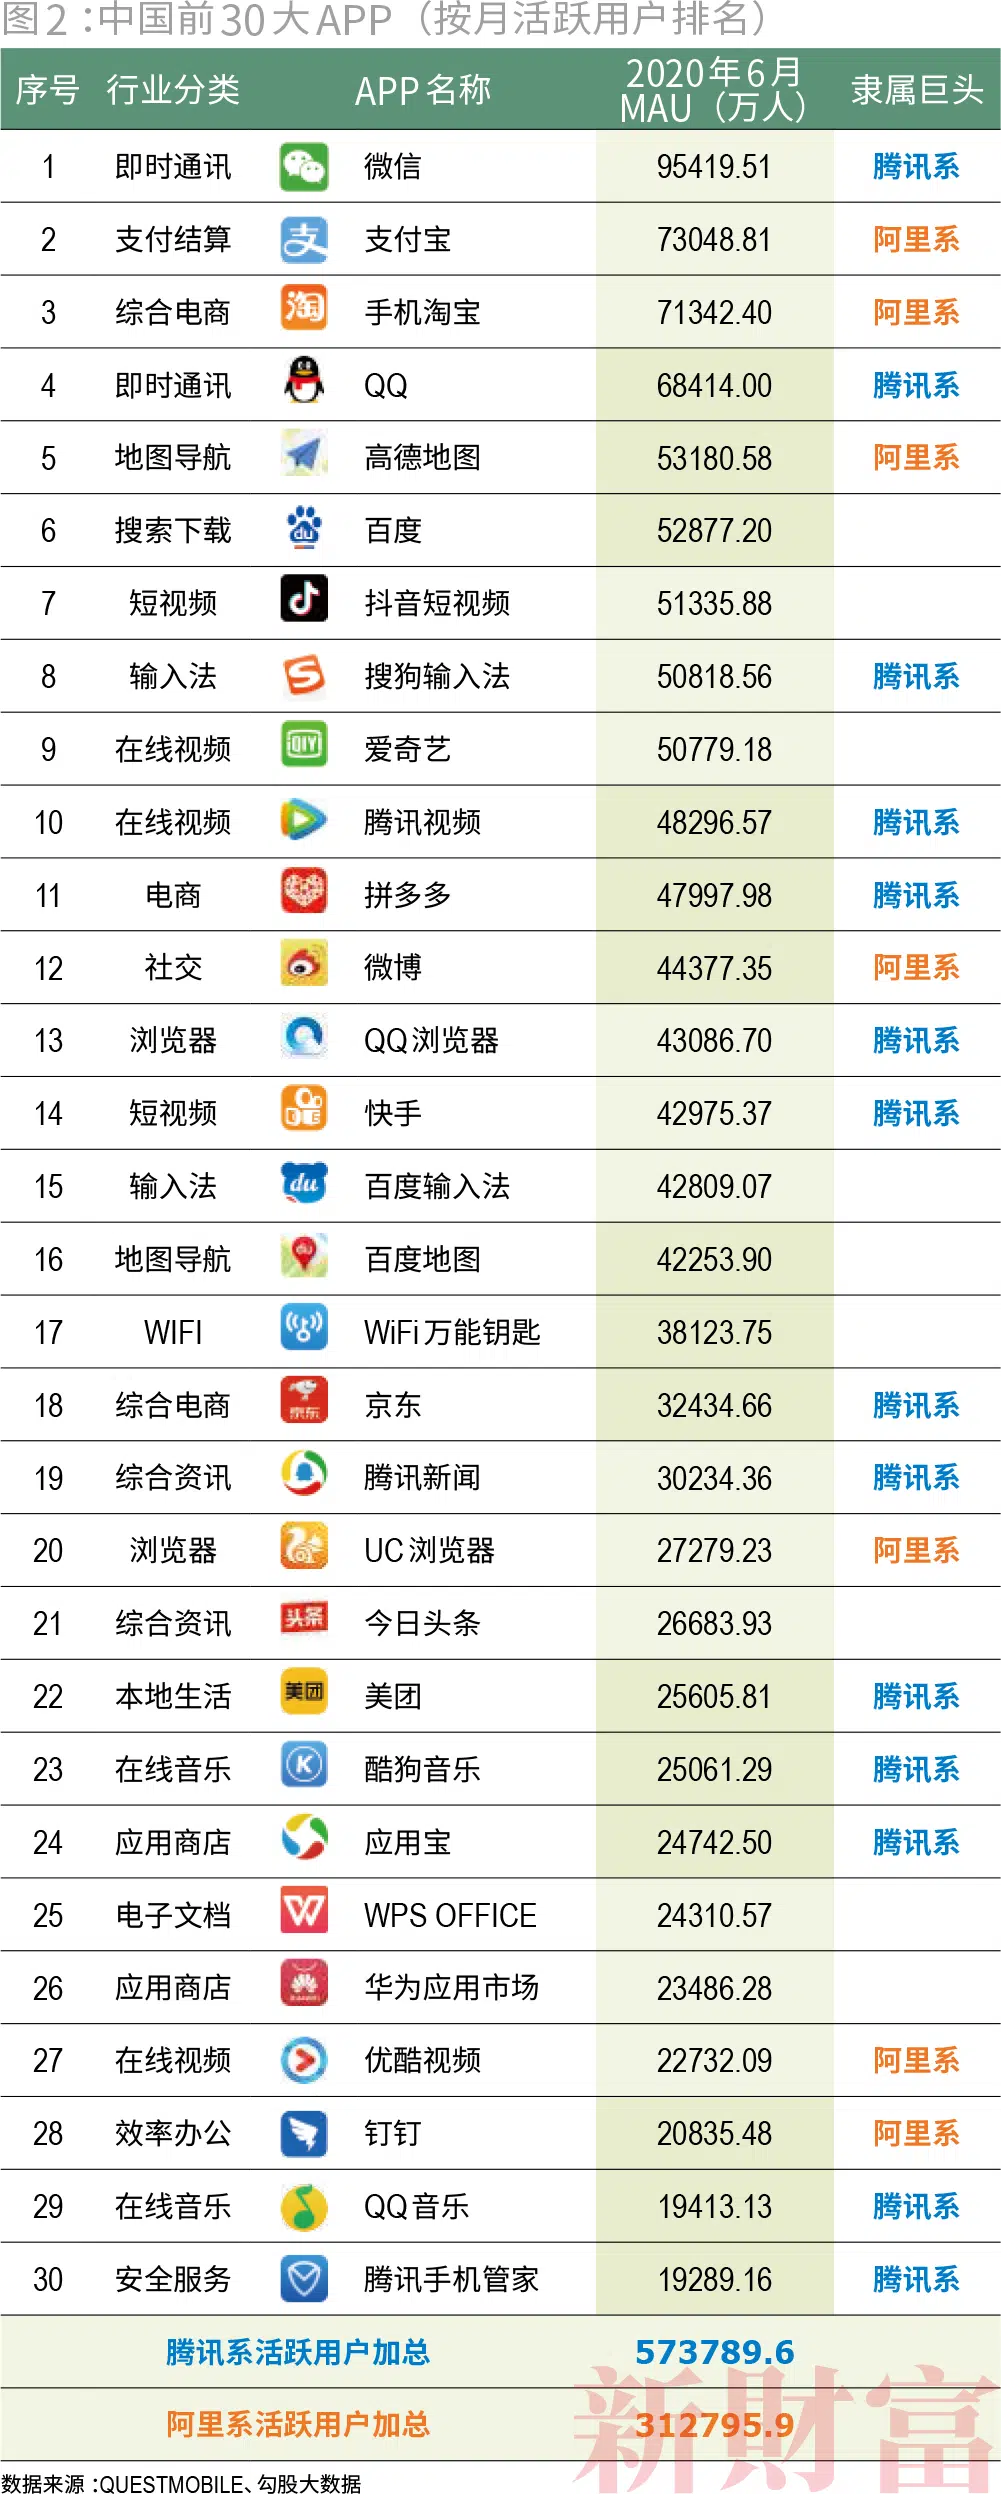 图2：中国前30大APP（按月活跃用户排名）
序号 行业分类 APP名称 2020年6月MAU（万人） 隶属巨头
1 即时通讯 微信 95419.51 腾讯系
2 支付结算 支 支付宝 73048.81 阿里系
3 综合电商 淘 手机淘宝 71342.40 阿里系
4 即时通讯 QQ 68414.00 腾讯系
5 地图导航 高德地图 53180.58 阿里系
6 搜索下载 du 百度 52877.20
7 短视频 抖音短视频 51335.88
8 输入法 S 搜狗输入法 50818.56 腾讯系
9 在线视频 iQIYI 爱奇艺 50779.18
10 在线视频 腾讯视频 48296.57 腾讯系
11 电商 拼多多 47997.98 腾讯系
12 社交 微博 44377.35 阿里系
13 浏览器 QQ浏览器 43086.70 腾讯系
14 短视频 快手 42975.37 腾讯系
15 输入法 du 百度输入法 42809.07
16 地图导航 du 百度地图 42253.90
17 WIFI WiFi万能钥匙 38123.75
18 综合电商 京东 京东 32434.66 腾讯系
19 综合资讯 腾讯新闻 30234.36 腾讯系
20 浏览器 UC浏览器 27279.23 阿里系
21 综合资讯 头条 今日头条 26683.93
22 本地生活 美团 美团 25605.81 腾讯系
23 在线音乐 K 酷狗音乐 25061.29 腾讯系
24 应用商店 应用宝 24742.50 腾讯系
25 电子文档 W WPS OFFICE 24310.57
26 应用商店 华为应用市场 23486.28
27 在线视频 优酷视频 22732.09 阿里系
28 效率办公 钉钉 20835.48 阿里系
29 在线音乐 QQ音乐 19413.13 腾讯系
30 安全服务 腾讯手机管家 19289.16 腾讯系
腾讯系活跃用户加总 573789.6
阿里系活跃用户加总 312795.9
新財富
数据来源：QUESTMOBILE、勾股大数据